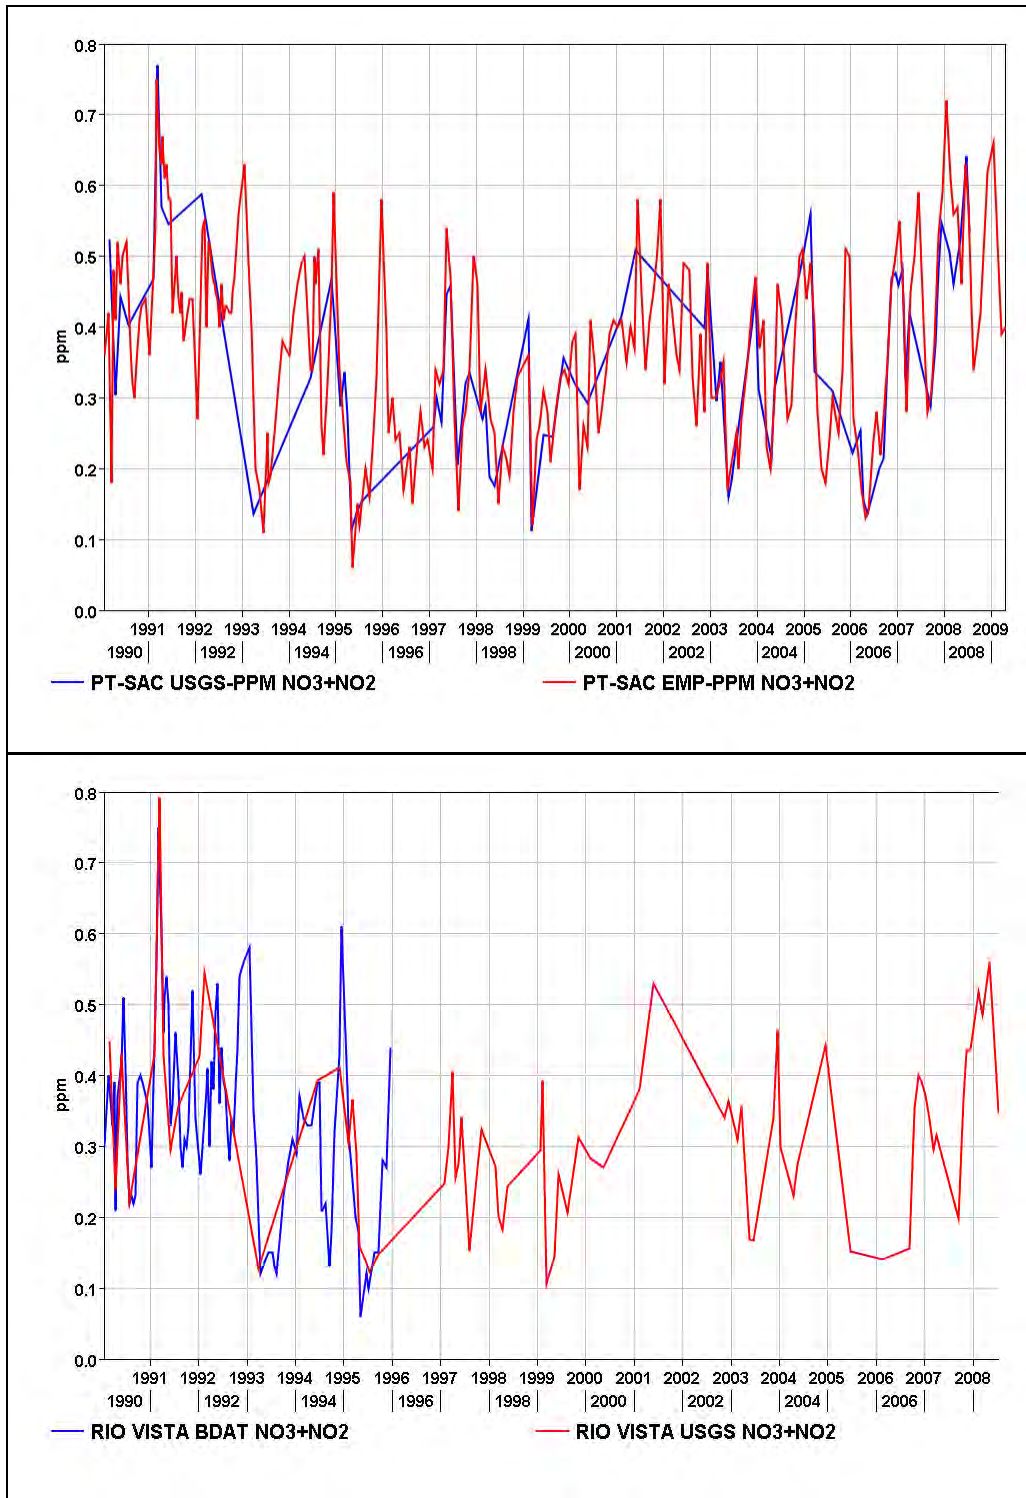 0.8
0.7
0.6
0.5
0.4
0.3
0.2
0.1
0.0
ppm
1991 1992 1993 1994 1995 1996 1997 1998 1999 2000 2001 2002 2003 2004 2005 2006 2007 2008 2009
1990 1992 1994 1996 1998 2000 2002 2004 2006 2008
PT-SAC USGS-PPM NO3+NO2 PT-SAC EMP-PPM NO3+NO2
0.8
0.7
0.6
0.5
0.4
0.3
0.2
0.1
0.0
ppm
1991 1992 1993 1994 1995 1996 1997 1998 1999 2000 2001 2002 2003 2004 2005 2006 2007 2008
1990 1992 1994 1996 1998 2000 2002 2004 2006
RIO VISTA BDAT NO3+NO2 RIO VISTA USGS NO3+NO2